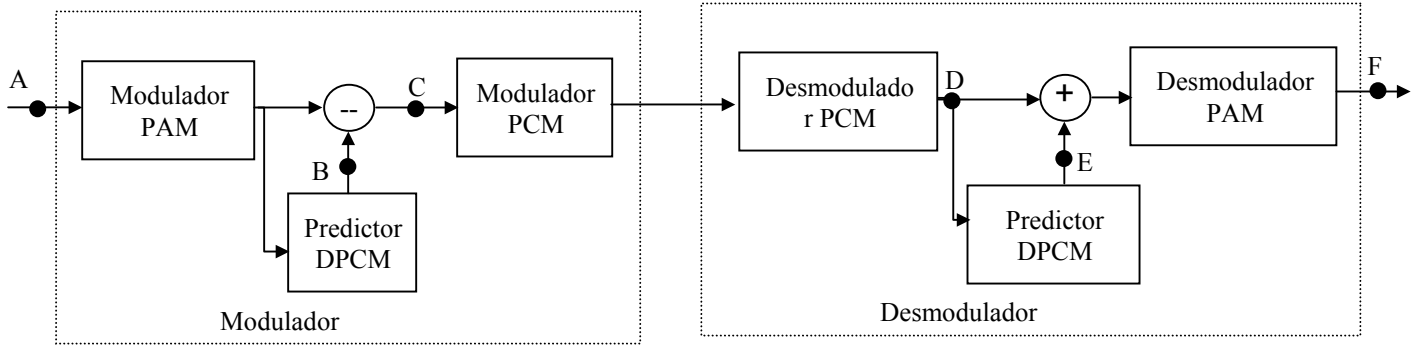 A
Modulador
PAM
--
C
Modulador
PCM
B
Predictor
DPCM
Modulador
Desmodulado
r PCM
D
+
E
Desmodulador
PAM
F
Predictor
DPCM
Desmodulador